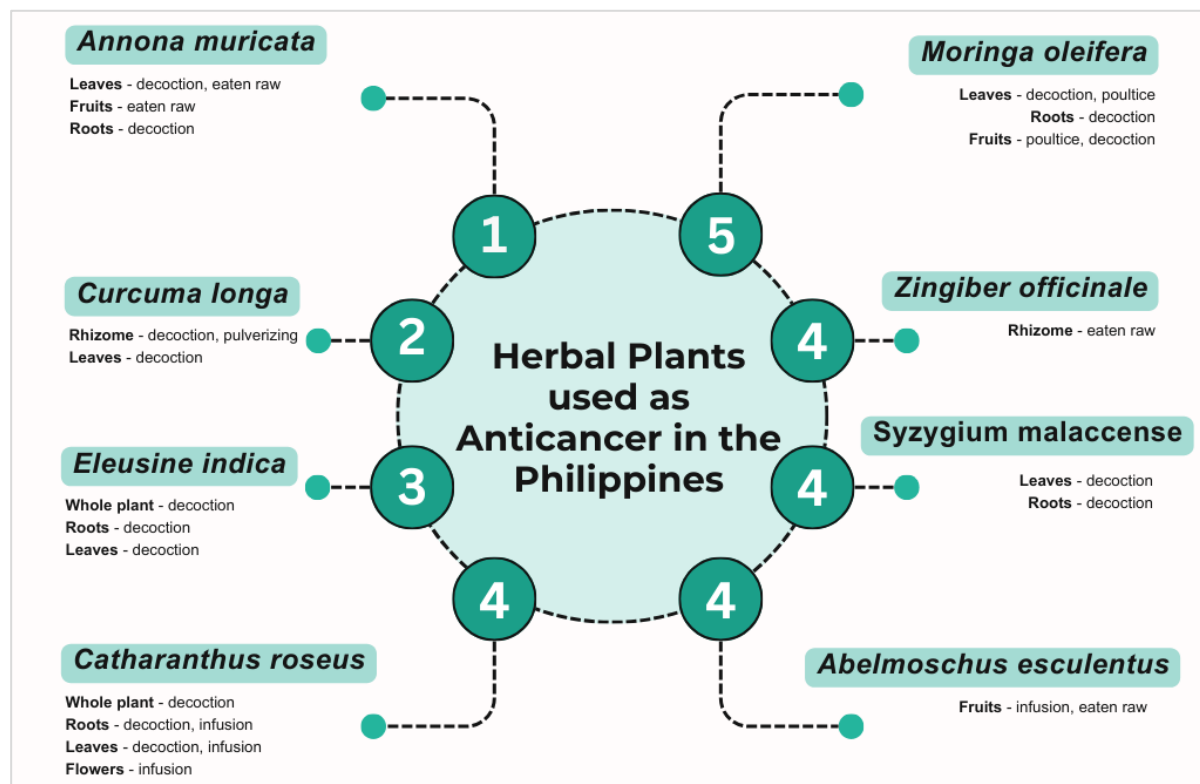 Annona muricata
Leaves - decoction, eaten raw
Fruits - eaten raw
Roots - decoction
1
Curcuma longa
Rhizome - decoction, pulverizing
Leaves - decoction
2
Eleusine indica
Whole plant - decoction
Roots - decoction
Leaves - decoction
3
Catharanthus roseus
Whole plant - decoction
Roots - decoction, infusion
Leaves - decoction, infusion
Flowers - infusion
4
Herbal Plants
used as
Anticancer in the
Philippines
Moringa oleifera
Leaves - decoction, poultice
Roots - decoction
Fruits - poultice, decoction
5
Zingiber officinale
Rhizome - eaten raw
4
Syzygium malaccense
Leaves - decoction
Roots - decoction
4
Abelmoschus esculentus
Fruits - infusion, eaten raw
4